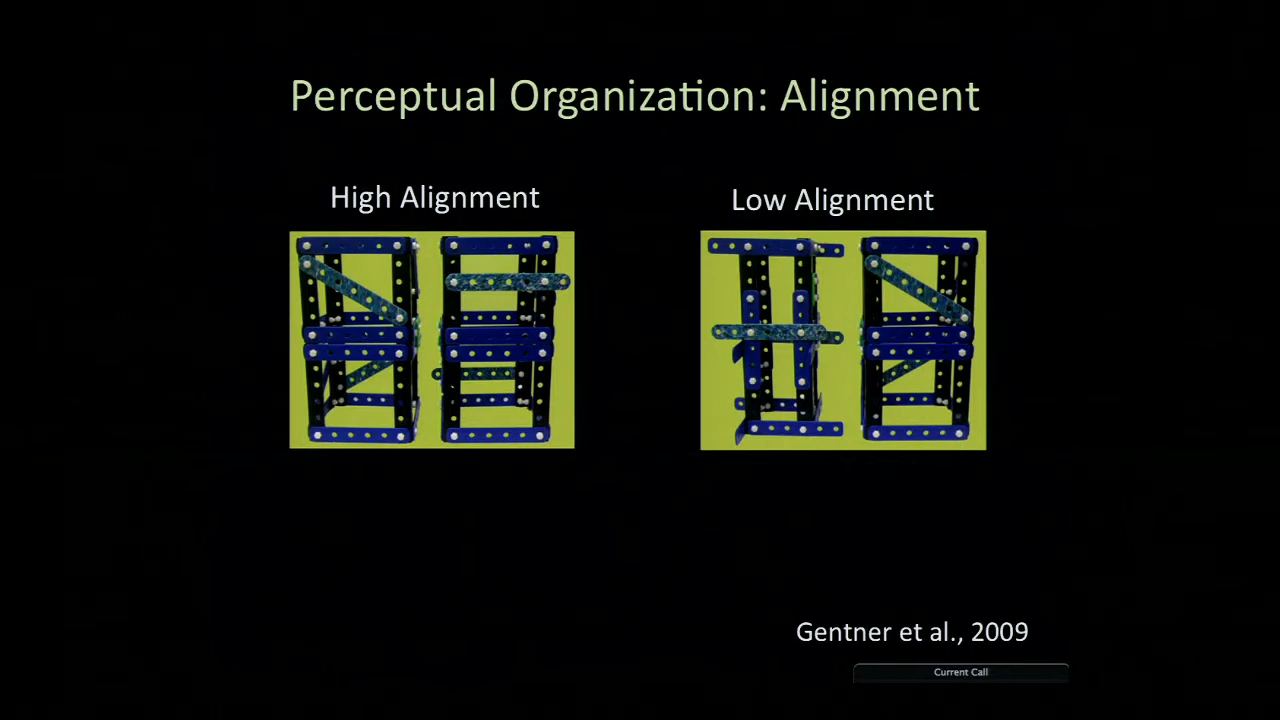 Perceptual Organization: Alignment
High Alignment
Low Alignment
Gentner et al., 2009
Current Call